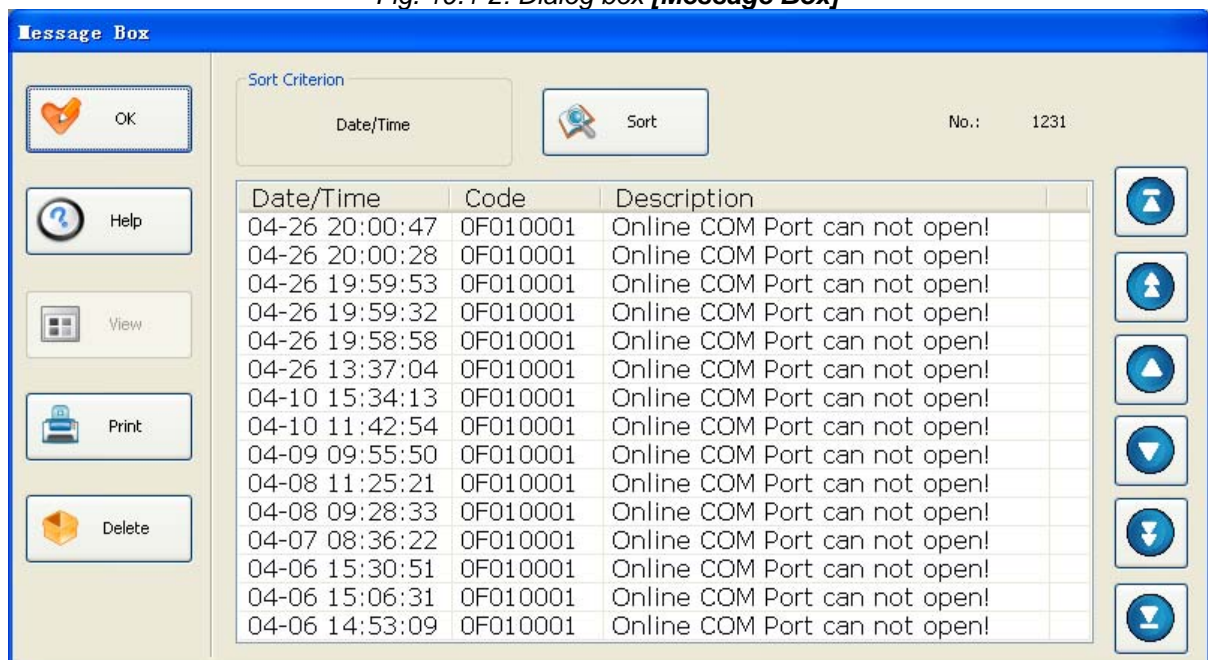 Fig. 10.1-2: Dialog box [Message Box]
Message Box
OK
Help
View
Print
Delete
Sort Criterion
Date/Time
Sort
No.: 1231
Date/Time Code Description
04-26 20:00:47 0F010001 Online COM Port can not open!
04-26 20:00:28 0F010001 Online COM Port can not open!
04-26 19:59:53 0F010001 Online COM Port can not open!
04-26 19:59:32 0F010001 Online COM Port can not open!
04-26 19:58:58 0F010001 Online COM Port can not open!
04-26 13:37:04 0F010001 Online COM Port can not open!
04-10 15:34:13 0F010001 Online COM Port can not open!
04-10 11:42:54 0F010001 Online COM Port can not open!
04-09 09:55:50 0F010001 Online COM Port can not open!
04-08 11:25:21 0F010001 Online COM Port can not open!
04-08 09:28:33 0F010001 Online COM Port can not open!
04-07 08:36:22 0F010001 Online COM Port can not open!
04-06 15:30:51 0F010001 Online COM Port can not open!
04-06 15:06:31 0F010001 Online COM Port can not open!
04-06 14:53:09 0F010001 Online COM Port can not open!